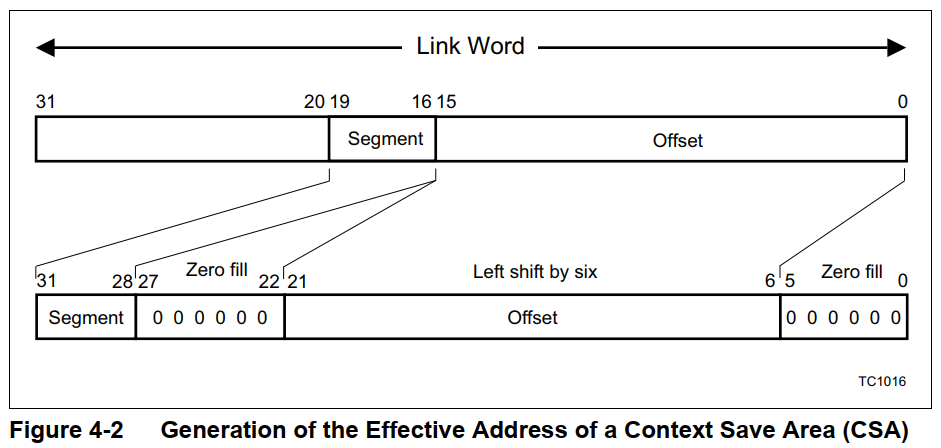 Link Word
31 20 19 16 15 0
Segment Offset
Zero fill Left shift by six Zero fill
31 28 27 22 21 6 5 0
Segment 0 0 0 0 0 0 Offset 0 0 0 0 0 0
TC1016
Figure 4-2 Generation of the Effective Address of a Context Save Area (CSA)